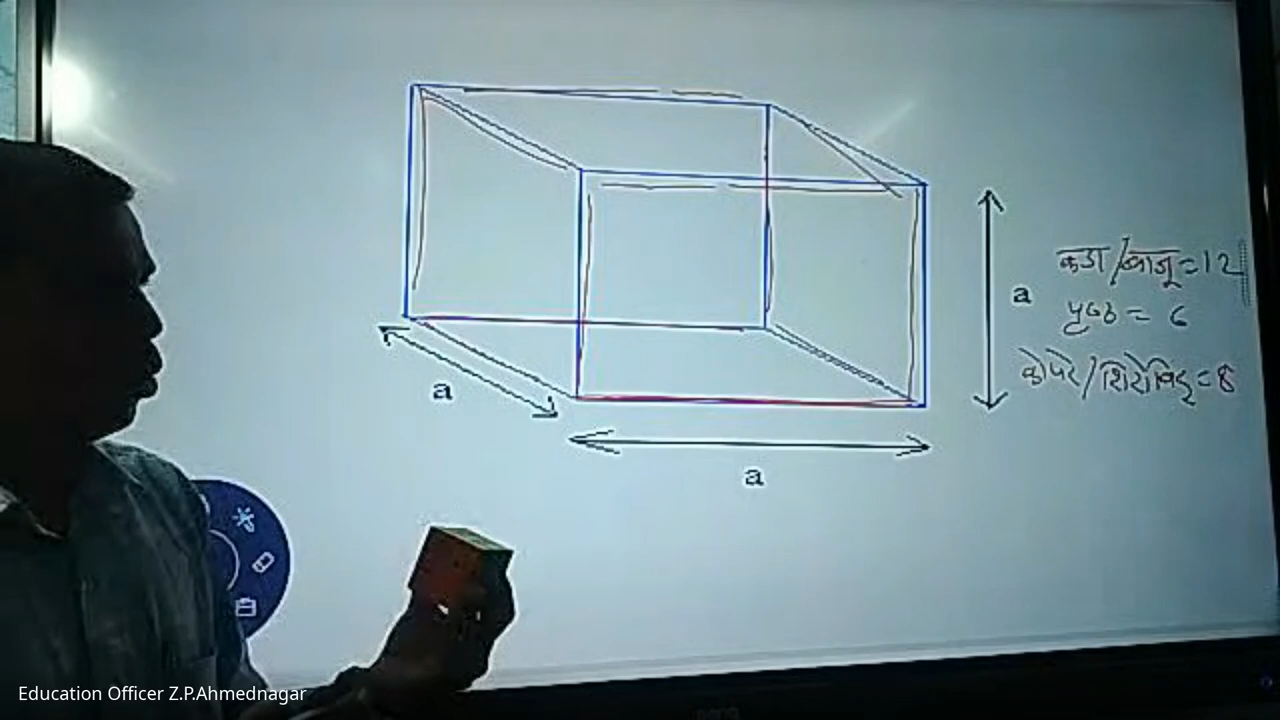 कडा/बाजू=12
पृष्ठ = 6
कोपरे/शिरोबिंदू=8
a
a
a
Education Officer Z.P.Ahmednagar